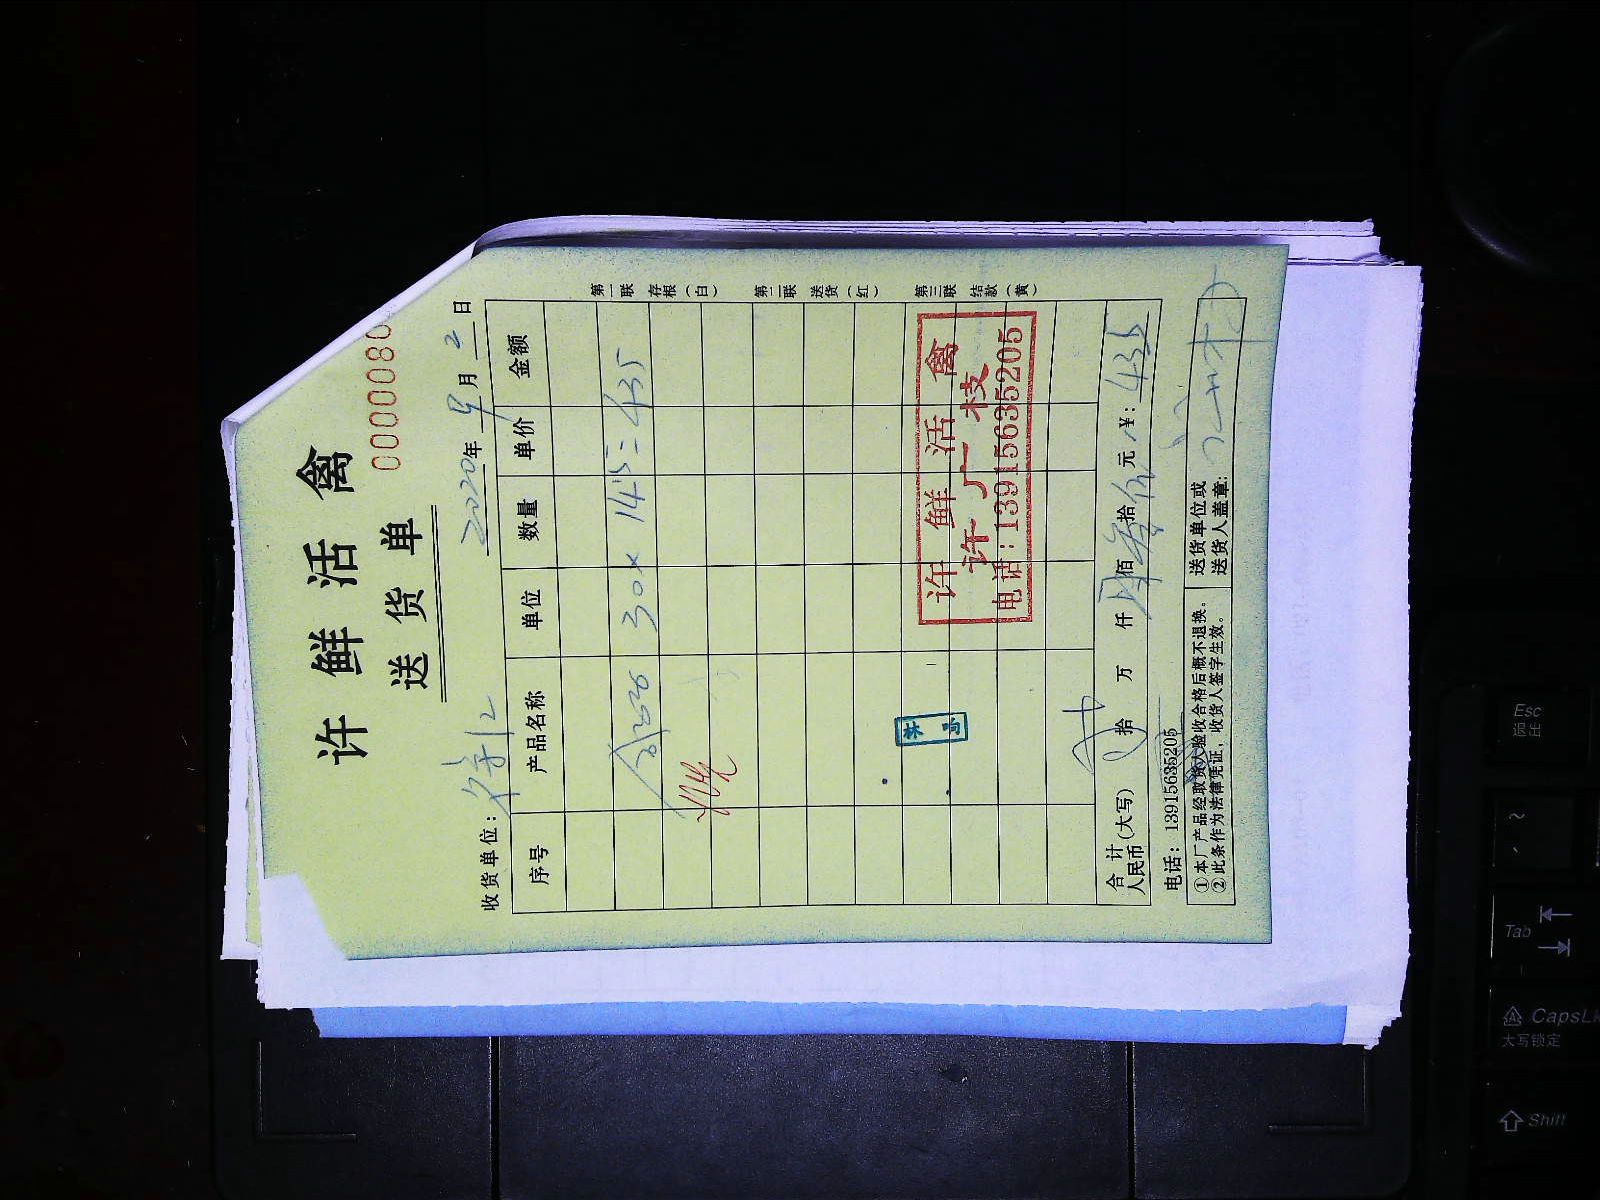 许鲜活禽
送货单
0000080
2020年9月2日
收货单位：
序号 产品名称 单位 数量 单价 金额
30× 14.5=435
许鲜活禽
许广枝
电话：13915635205
合计(大写)
人民币 拾 万 仟 佰 拾 元 ¥：435
电话：13915635205
①本厂产品经取货人验收合格后概不退换。
②此条作为法律凭证，收货人签字生效。
送货单位或
送货人盖章：
第一联 存根（白）
第二联 送货（红）
第三联 结款（黄）
Esc
退出
Tab
CapsLk
大写锁定
Shift